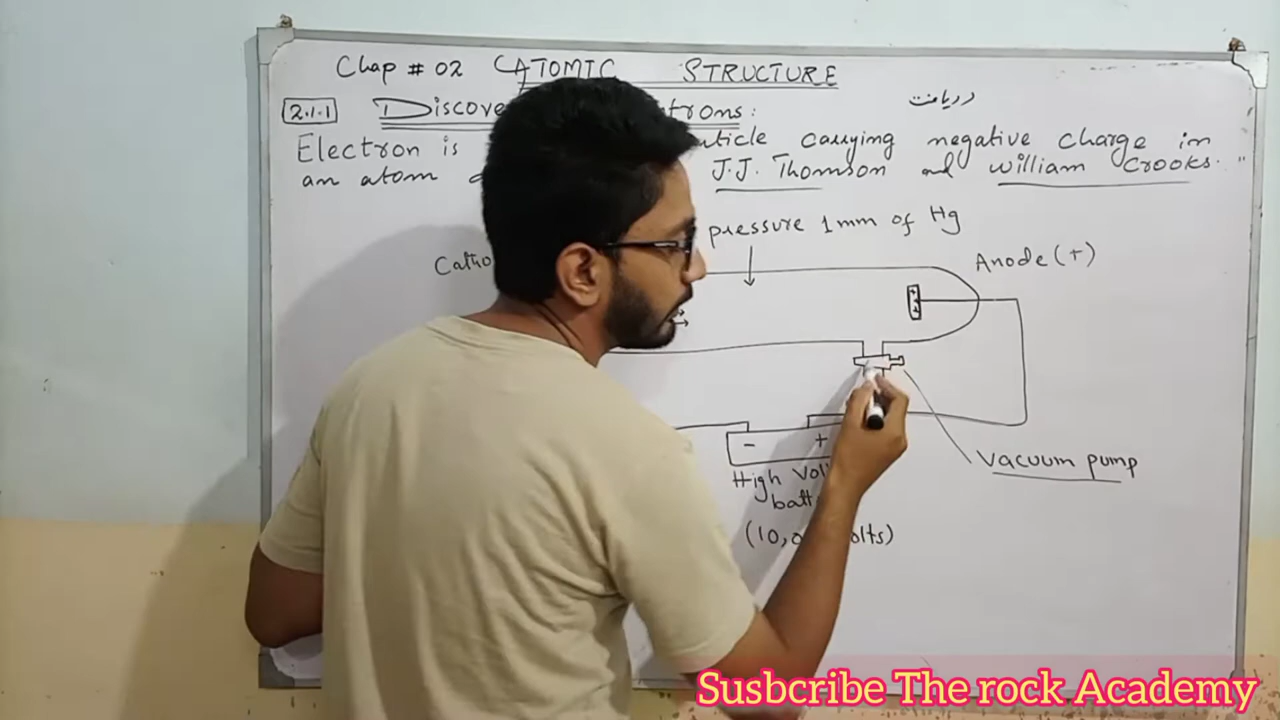 Chap # 02 ATOMIC STRUCTURE
2.1.1 Discove trons:
دریافت
Electron is ticle carrying negative charge in
an atom J.J. Thomson and william Crooks. "
pressure 1mm of Hg
Catho Anode (+)
- +
Vacuum pump
High Vol
batt
(10,0 olts)
Susbcribe The rock Academy